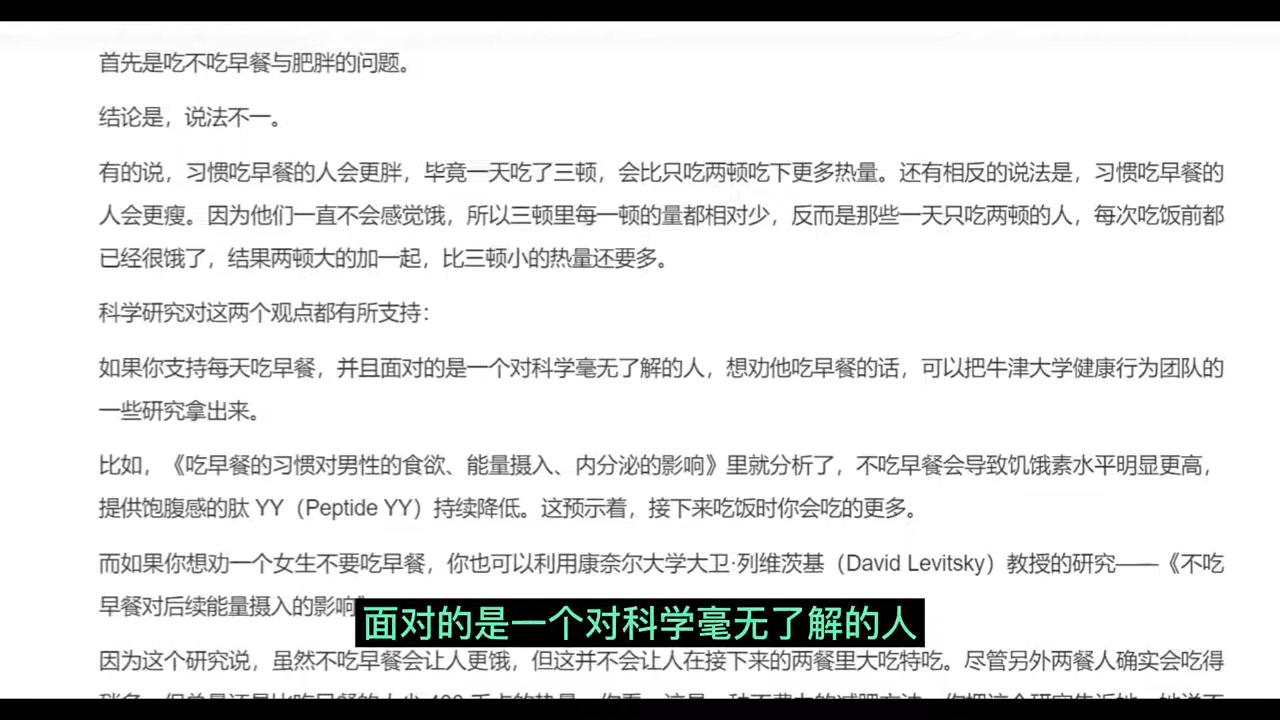 首先是吃不吃早餐与肥胖的问题。
结论是，说法不一。
有的说，习惯吃早餐的人会更胖，毕竟一天吃了三顿，会比只吃两顿吃下更多热量。还有相反的说法是，习惯吃早餐的
人会更瘦。因为他们一直不会感觉饿，所以三顿里每一顿的量都相对少，反而是那些一天只吃两顿的人，每次吃饭前都
已经很饿了，结果两顿大的加一起，比三顿小的热量还要多。
科学研究对这两个观点都有所支持：
如果你支持每天吃早餐，并且面对的是一个对科学毫无了解的人，想劝他吃早餐的话，可以把牛津大学健康行为团队的
一些研究拿出来。
比如，《吃早餐的习惯对男性的食欲、能量摄入、内分泌的影响》里就分析了，不吃早餐会导致饥饿素水平明显更高，
提供饱腹感的肽 YY（Peptide YY）持续降低。这预示着，接下来吃饭时你会吃的更多。
而如果你想劝一个女生不要吃早餐，你也可以利用康奈尔大学大卫·列维茨基（David Levitsky）教授的研究——《不吃
早餐对后续能量摄入的影响
面对的是一个对科学毫无了解的人
因为这个研究说，虽然不吃早餐会让人更饿，但这并不会让人在接下来的两餐里大吃特吃。尽管另外两餐人确实会吃得